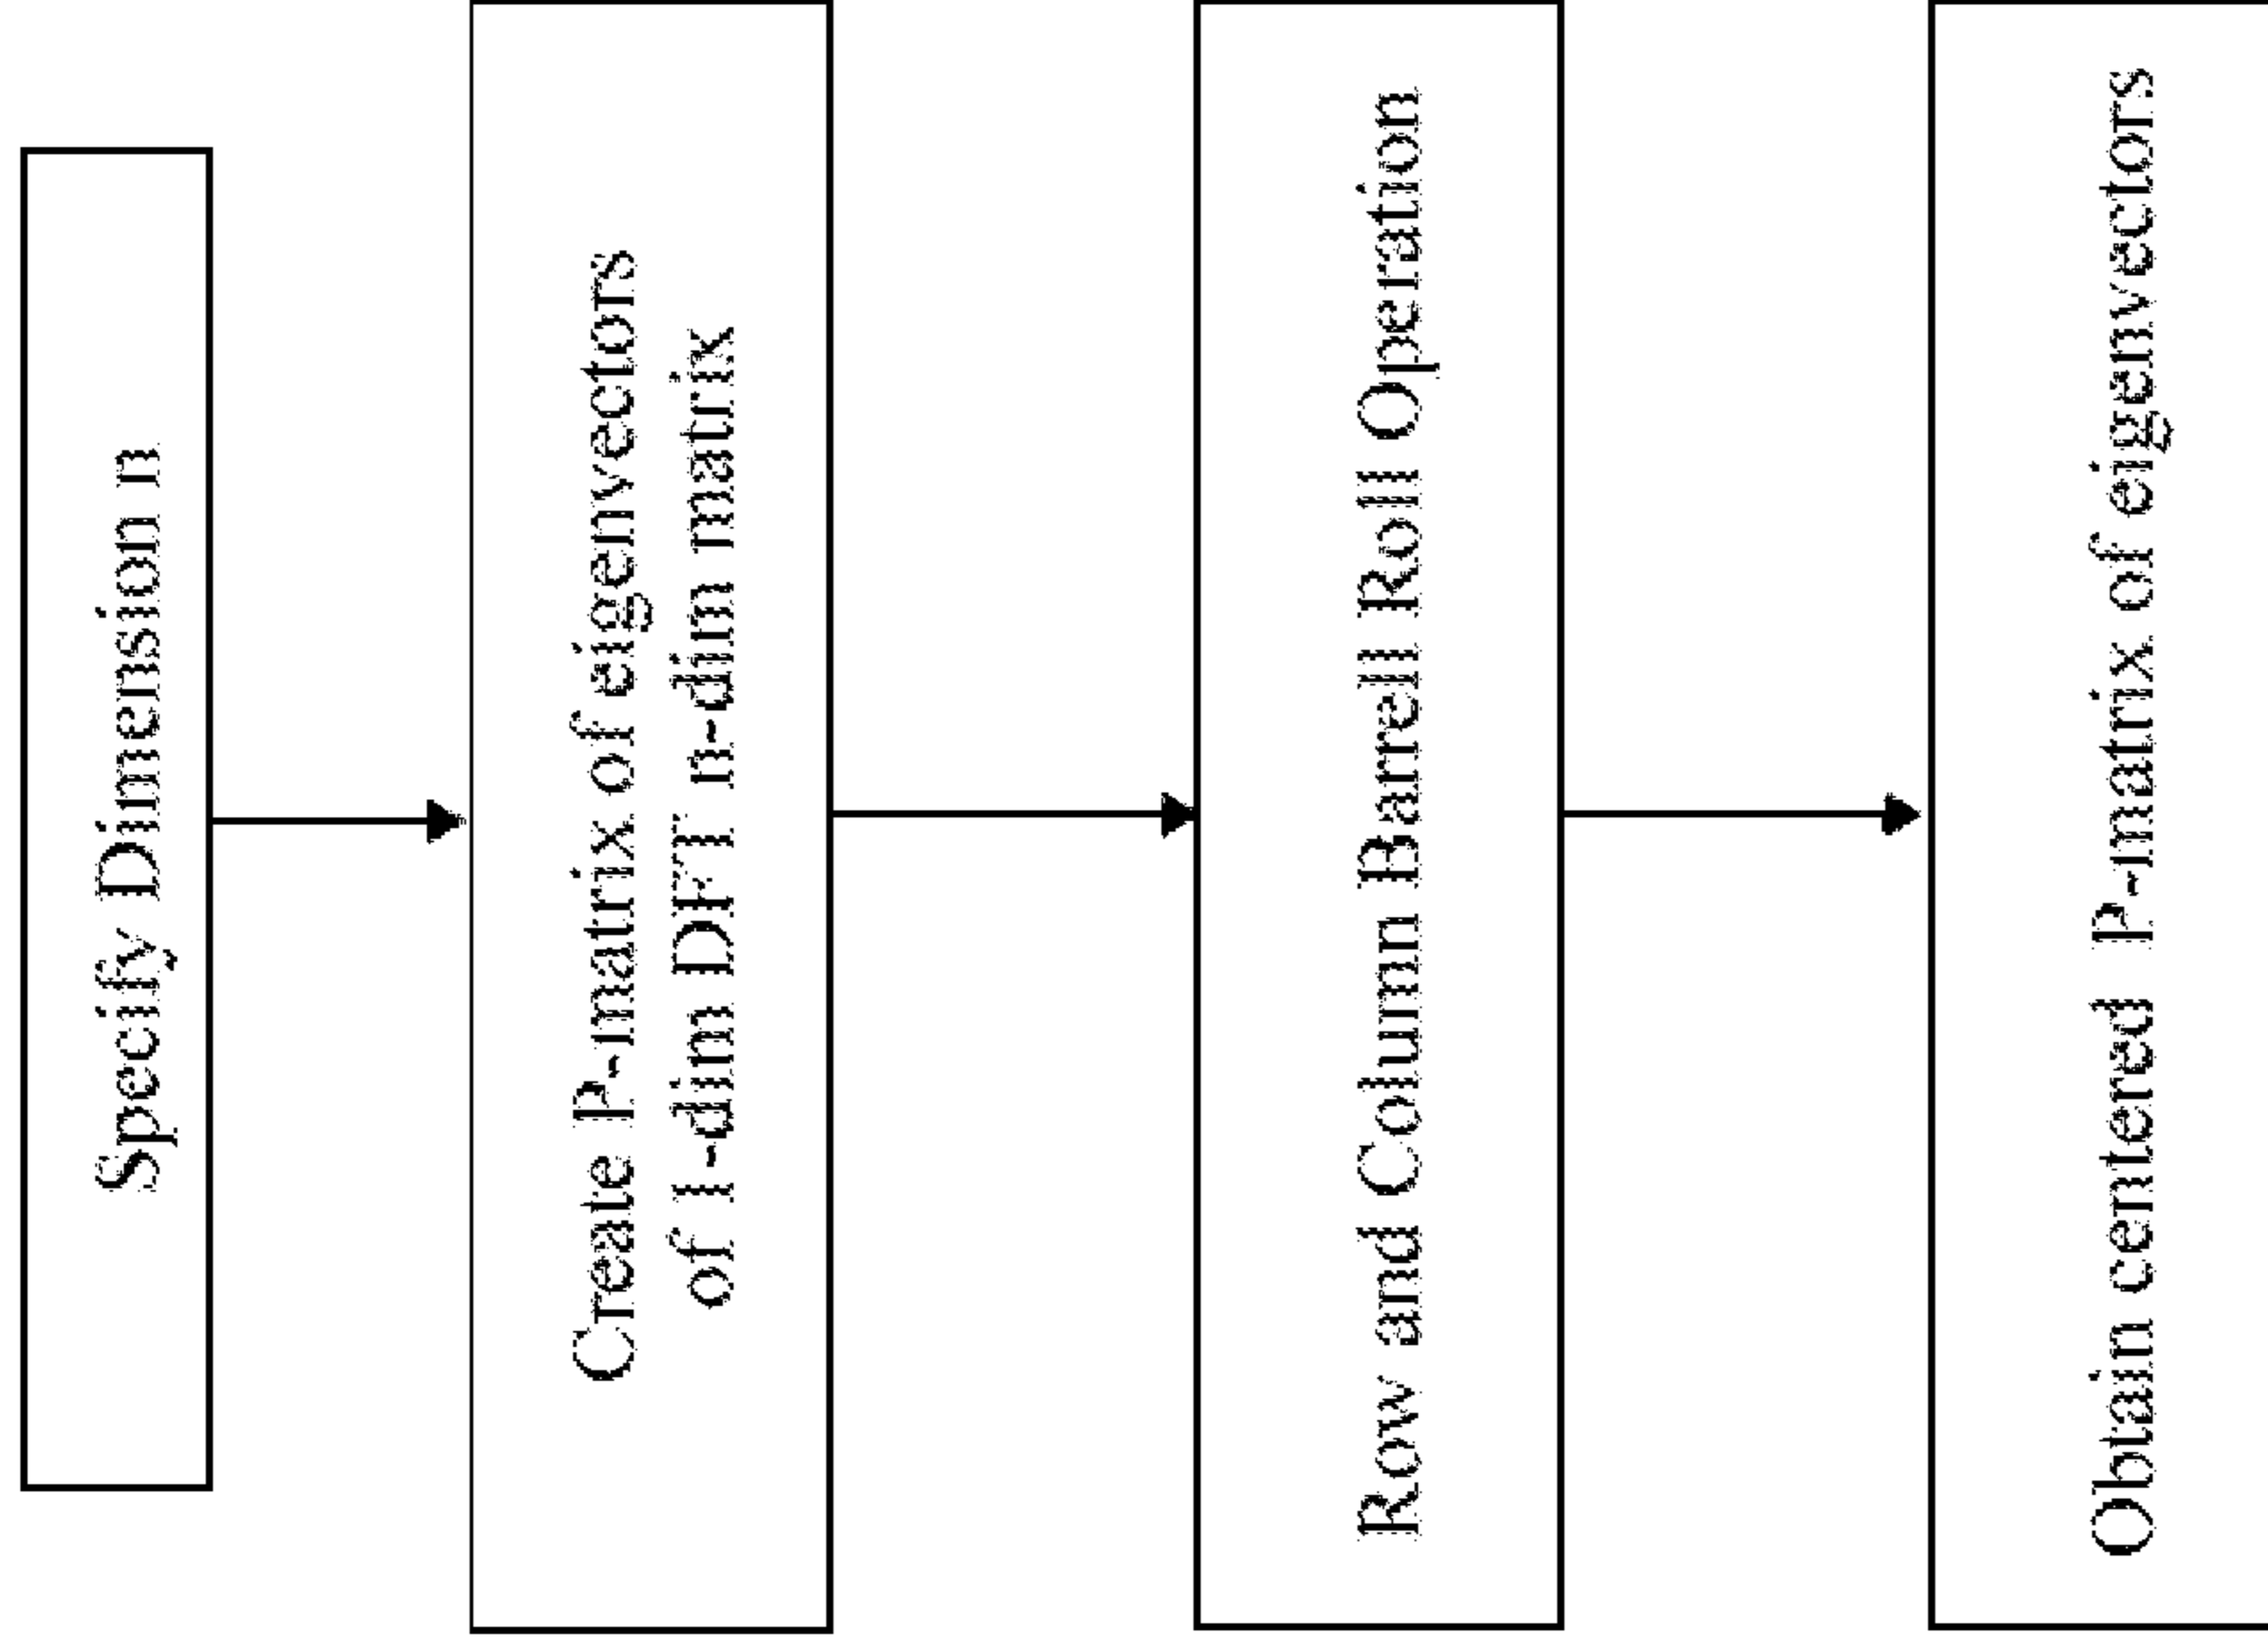 Specify Dimension n
Create P-matrix of eigenvectors
of 1-dim DFT n-dim matrix
Row and Column Barrell Roll Operation
Obtain centered P-matrix of eigenvectors